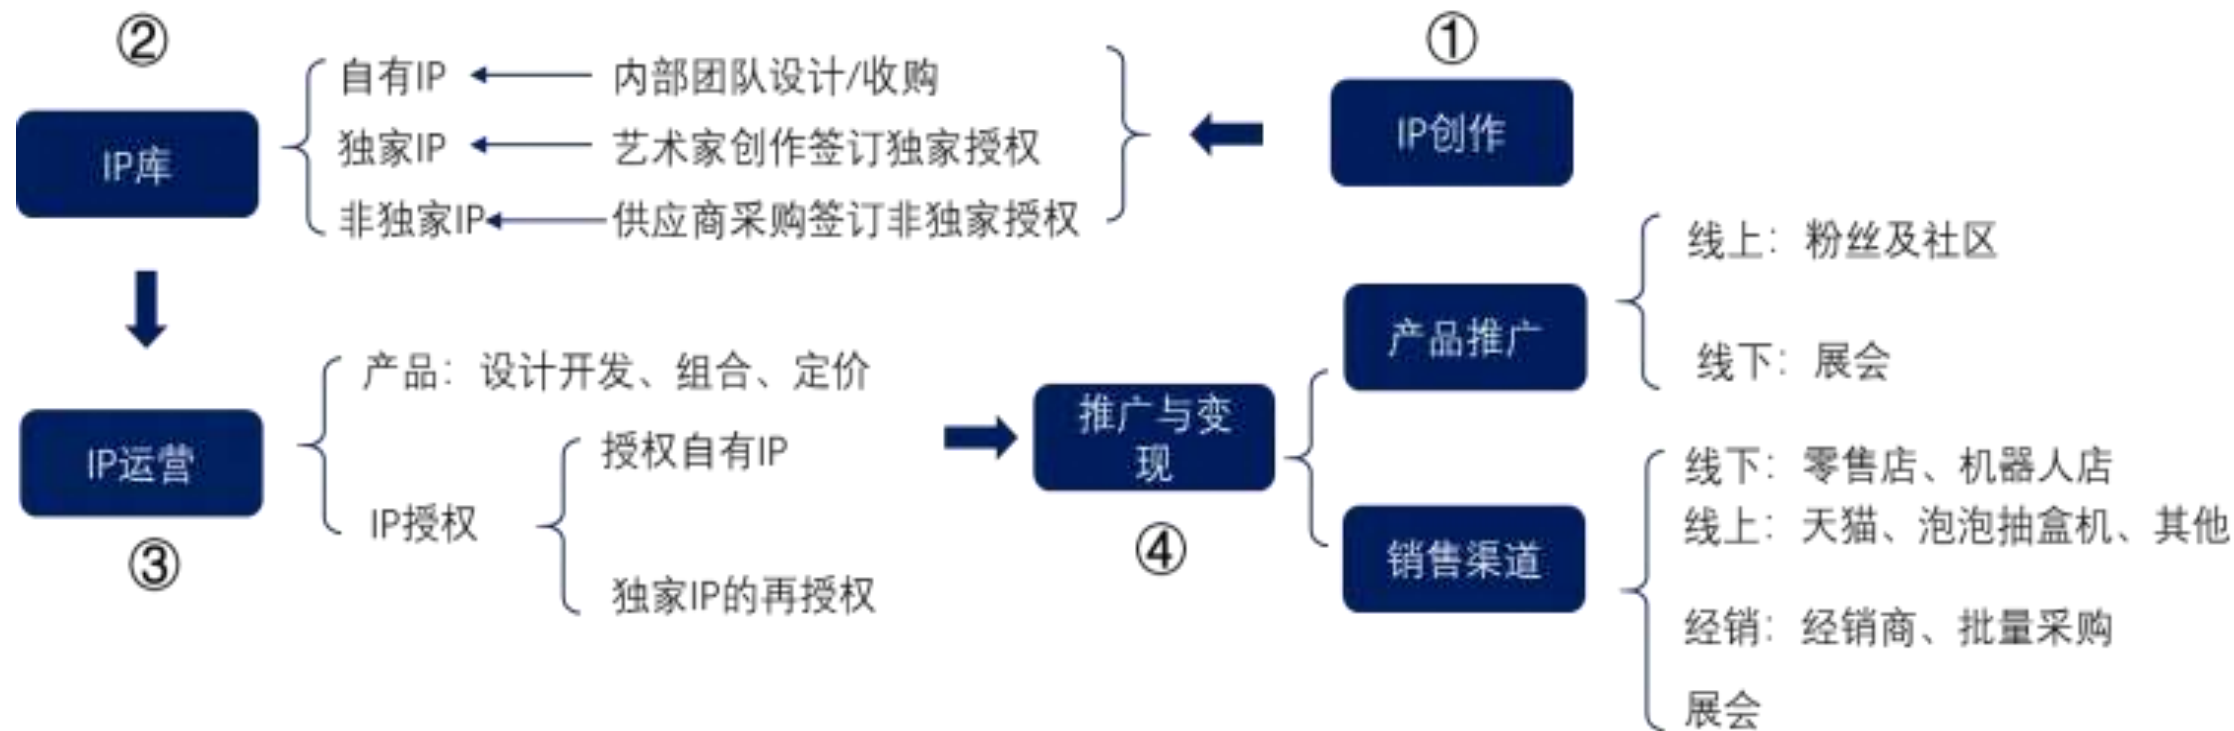 ①
IP创作
②
IP库
自有IP
内部团队设计/收购
独家IP
艺术家创作签订独家授权
非独家IP
供应商采购签订非独家授权
IP运营
③
产品：设计开发、组合、定价
IP授权
授权自有IP
独家IP的再授权
推广与变
现
④
产品推广
线上：粉丝及社区
线下：展会
销售渠道
线下：零售店、机器人店
线上：天猫、泡泡抽盒机、其他
经销：经销商、批量采购
展会